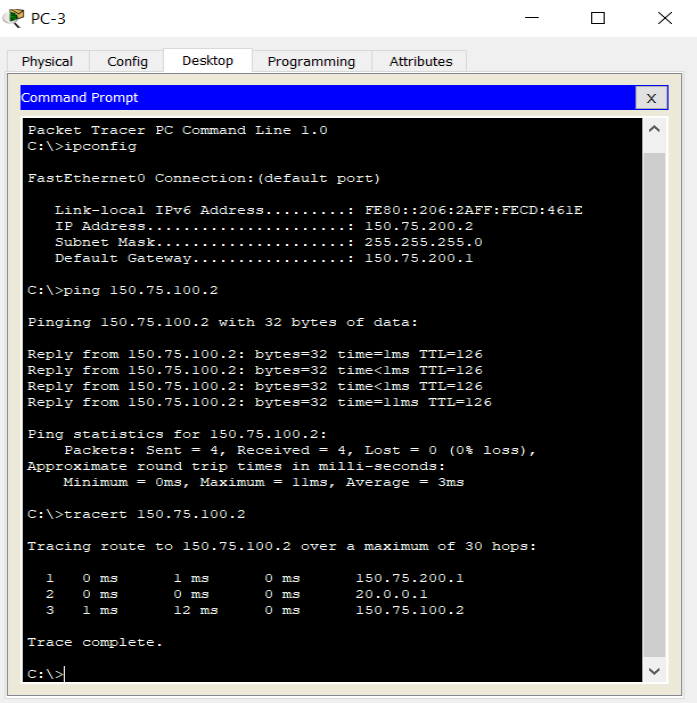 PC-3
Physical Config Desktop Programming Attributes
Command Prompt X
Packet Tracer PC Command Line 1.0
C:\>ipconfig
FastEthernet0 Connection:(default port)
Link-local IPv6 Address.........: FE80::206:2AFF:FECD:461E
IP Address......................: 150.75.200.2
Subnet Mask.....................: 255.255.255.0
Default Gateway.................: 150.75.200.1
C:\>ping 150.75.100.2
Pinging 150.75.100.2 with 32 bytes of data:
Reply from 150.75.100.2: bytes=32 time=1ms TTL=126
Reply from 150.75.100.2: bytes=32 time<1ms TTL=126
Reply from 150.75.100.2: bytes=32 time<1ms TTL=126
Reply from 150.75.100.2: bytes=32 time=11ms TTL=126
Ping statistics for 150.75.100.2:
Packets: Sent = 4, Received = 4, Lost = 0 (0% loss),
Approximate round trip times in milli-seconds:
Minimum = 0ms, Maximum = 11ms, Average = 3ms
C:\>tracert 150.75.100.2
Tracing route to 150.75.100.2 over a maximum of 30 hops:
1 0 ms 1 ms 0 ms 150.75.200.1
2 0 ms 0 ms 0 ms 20.0.0.1
3 1 ms 12 ms 0 ms 150.75.100.2
Trace complete.
C:\>